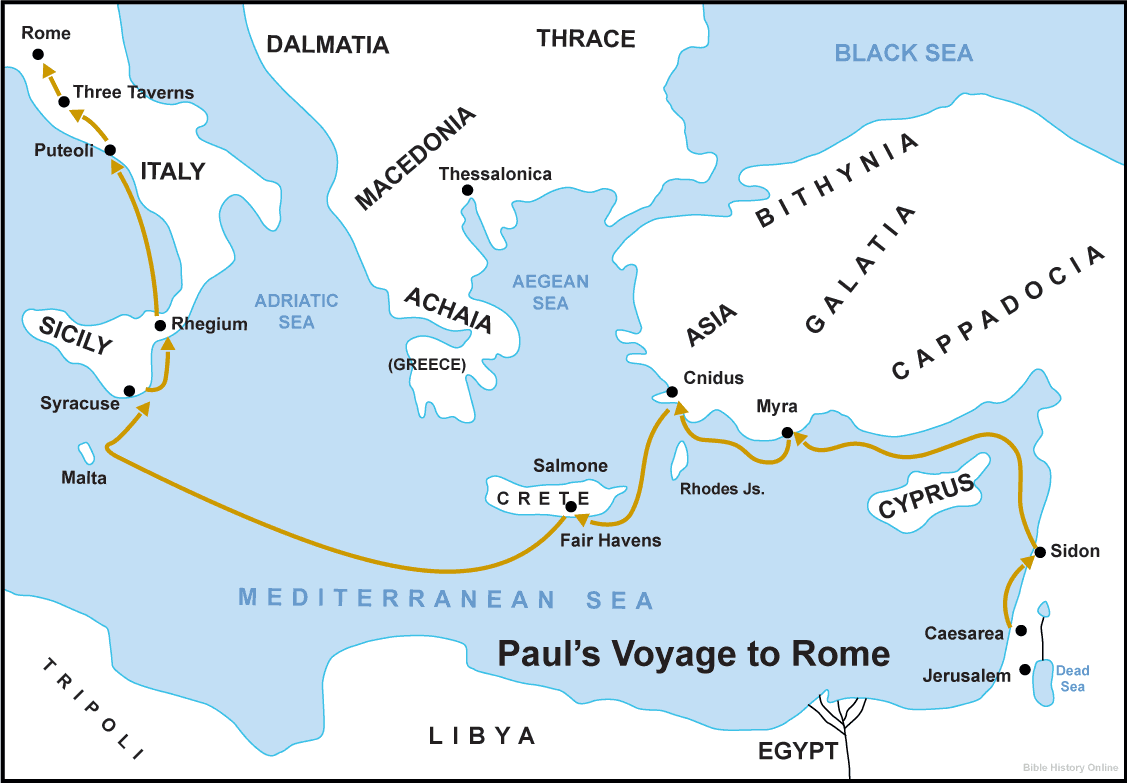 Rome
DALMATIA
THRACE
BLACK SEA
Three Taverns
MACEDONIA
Puteoli
ITALY
Thessalonica
BITHYNIA
GALATIA
CAPPADOCIA
AEGEAN
SEA
ADRIATIC
SEA
ACHAIA
ASIA
SICILY
Rhegium
(GREECE)
Cnidus
Syracuse
Myra
Malta
Salmone
CRETE
Rhodes Js.
CYPRUS
Fair Havens
Sidon
MEDITERRANEAN SEA
Caesarea
Paul's Voyage to Rome
Jerusalem
Dead
Sea
TRIPOLI
LIBYA
EGYPT
Bible History Online